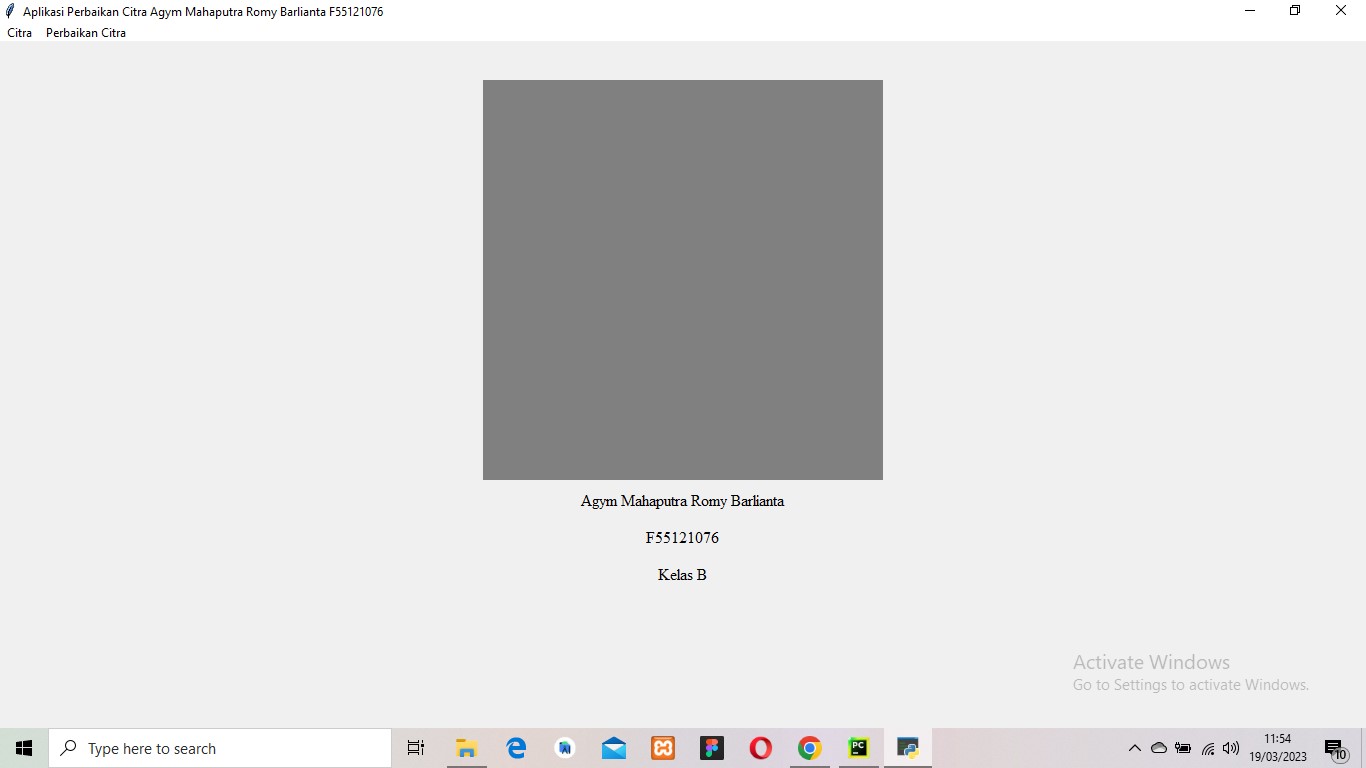 Aplikasi Perbaikan Citra Agym Mahaputra Romy Barlianta F55121076
Citra Perbaikan Citra
Agym Mahaputra Romy Barlianta
F55121076
Kelas B
Activate Windows
Go to Settings to activate Windows.
Type here to search
PC
11:54
19/03/2023
10